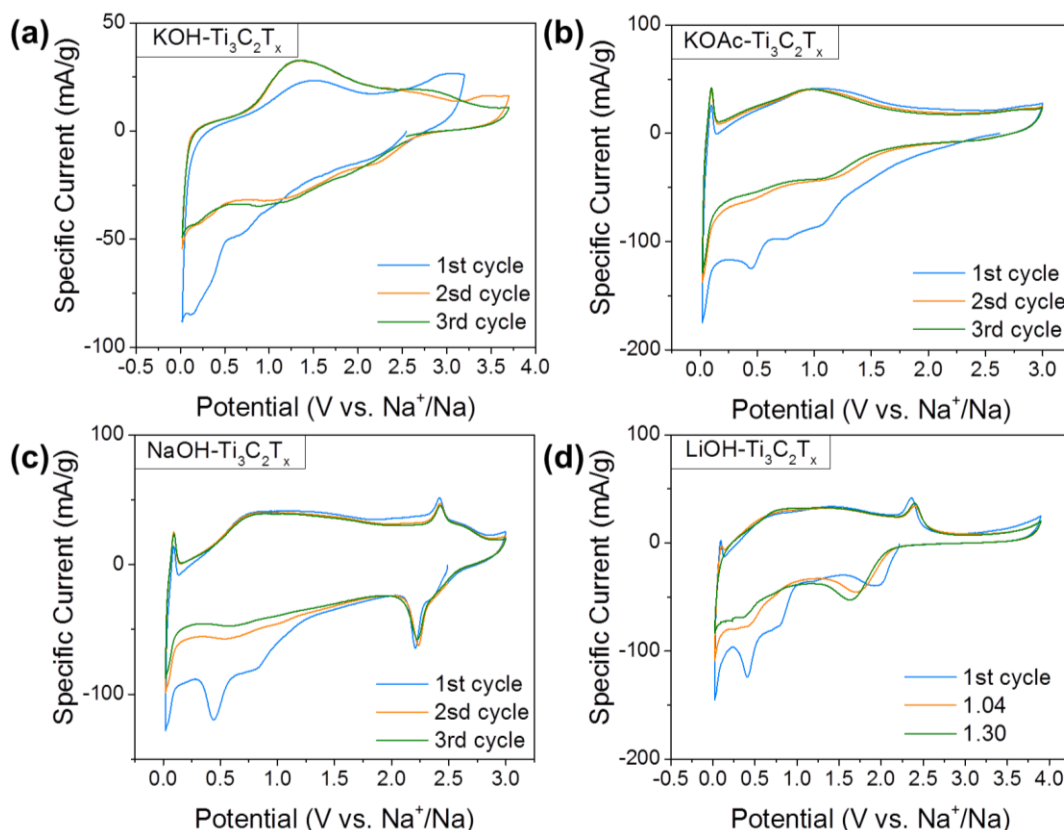 (a)
KOH-Ti₃C₂Tₓ
Specific Current (mA/g)
50
0
-50
-100
1st cycle
2sd cycle
3rd cycle
-0.5 0.0 0.5 1.0 1.5 2.0 2.5 3.0 3.5 4.0
Potential (V vs. Na⁺/Na)
(b)
KOAc-Ti₃C₂Tₓ
Specific Current (mA/g)
100
0
-100
-200
1st cycle
2sd cycle
3rd cycle
0.0 0.5 1.0 1.5 2.0 2.5 3.0
Potential (V vs. Na⁺/Na)
(c)
NaOH-Ti₃C₂Tₓ
Specific Current (mA/g)
100
0
-100
1st cycle
2sd cycle
3rd cycle
0.0 0.5 1.0 1.5 2.0 2.5 3.0
Potential (V vs. Na⁺/Na)
(d)
LiOH-Ti₃C₂Tₓ
Specific Current (mA/g)
100
0
-100
-200
1st cycle
1.04
1.30
-0.5 0.0 0.5 1.0 1.5 2.0 2.5 3.0 3.5 4.0
Potential (V vs. Na⁺/Na)